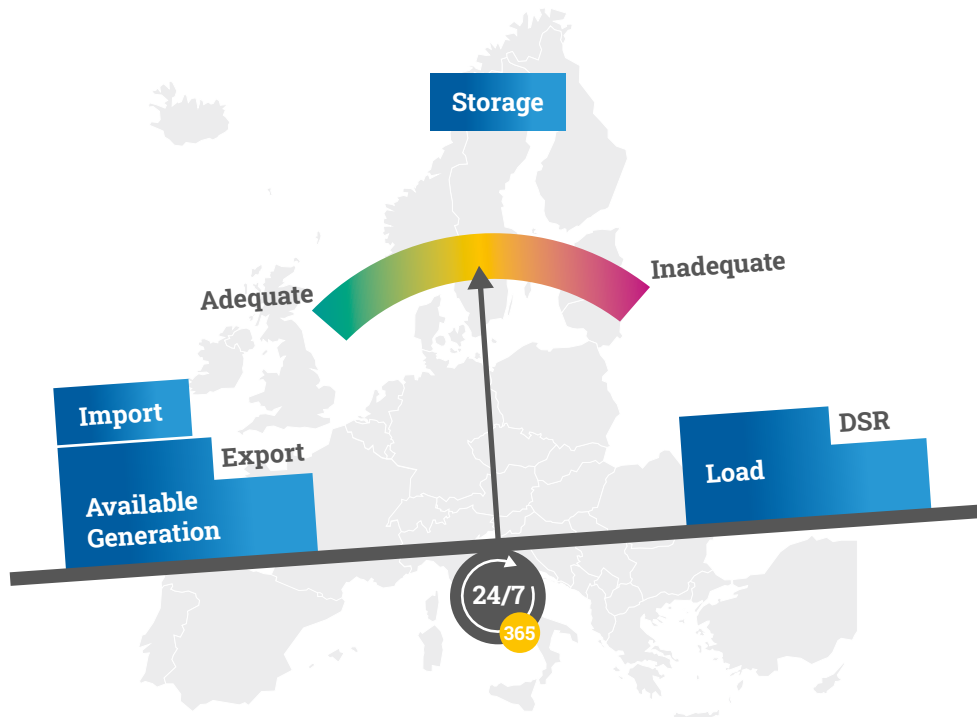 Storage
Adequate
Inadequate
Import
Export
Available
Generation
DSR
Load
24/7
365